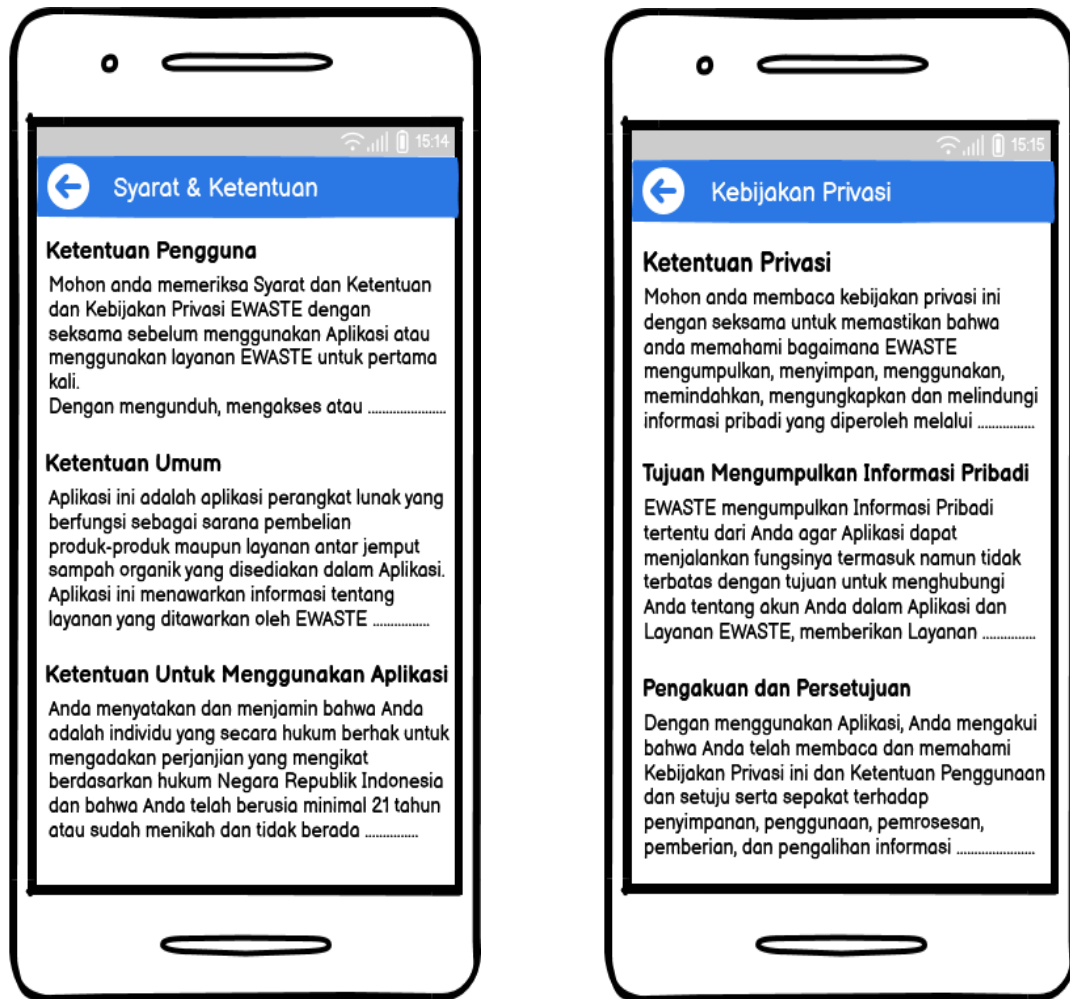 15:14
Syarat & Ketentuan
Ketentuan Pengguna
Mohon anda memeriksa Syarat dan Ketentuan
dan Kebijakan Privasi EWASTE dengan
seksama sebelum menggunakan Aplikasi atau
menggunakan layanan EWASTE untuk pertama
kali.
Dengan mengunduh, mengakses atau ......................
Ketentuan Umum
Aplikasi ini adalah aplikasi perangkat lunak yang
berfungsi sebagai sarana pembelian
produk-produk maupun layanan antar jemput
sampah organik yang disediakan dalam Aplikasi.
Aplikasi ini menawarkan informasi tentang
layanan yang ditawarkan oleh EWASTE ................
Ketentuan Untuk Menggunakan Aplikasi
Anda menyatakan dan menjamin bahwa Anda
adalah individu yang secara hukum berhak untuk
mengadakan perjanjian yang mengikat
berdasarkan hukum Negara Republik Indonesia
dan bahwa Anda telah berusia minimal 21 tahun
atau sudah menikah dan tidak berada ...............
15:15
Kebijakan Privasi
Ketentuan Privasi
Mohon anda membaca kebijakan privasi ini
dengan seksama untuk memastikan bahwa
anda memahami bagaimana EWASTE
mengumpulkan, menyimpan, menggunakan,
memindahkan, mengungkapkan dan melindungi
informasi pribadi yang diperoleh melalui ................
Tujuan Mengumpulkan Informasi Pribadi
EWASTE mengumpulkan Informasi Pribadi
tertentu dari Anda agar Aplikasi dapat
menjalankan fungsinya termasuk namun tidak
terbatas dengan tujuan untuk menghubungi
Anda tentang akun Anda dalam Aplikasi dan
Layanan EWASTE, memberikan Layanan ...............
Pengakuan dan Persetujuan
Dengan menggunakan Aplikasi, Anda mengakui
bahwa Anda telah membaca dan memahami
Kebijakan Privasi ini dan Ketentuan Penggunaan
dan setuju serta sepakat terhadap
penyimpanan, penggunaan, pemrosesan,
pemberian, dan pengalihan informasi ......................